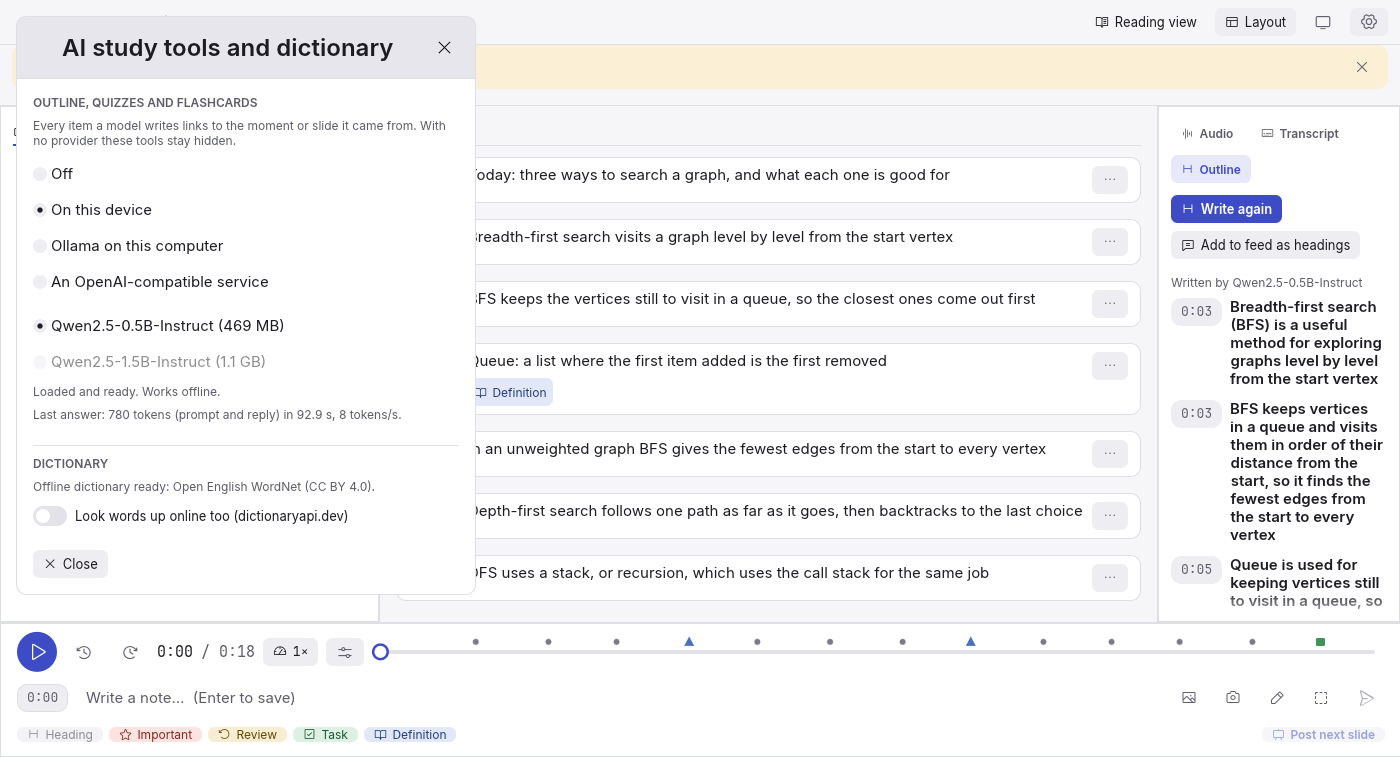 Reading view
Layout
AI study tools and dictionary
OUTLINE, QUIZZES AND FLASHCARDS
Every item a model writes links to the moment or slide it came from. With
no provider these tools stay hidden.
Off
On this device
Ollama on this computer
An OpenAI-compatible service
Qwen2.5-0.5B-Instruct (469 MB)
Qwen2.5-1.5B-Instruct (1.1 GB)
Loaded and ready. Works offline.
Last answer: 780 tokens (prompt and reply) in 92.9 s, 8 tokens/s.
DICTIONARY
Offline dictionary ready: Open English WordNet (CC BY 4.0).
Look words up online too (dictionaryapi.dev)
Close
Today: three ways to search a graph, and what each one is good for
Breadth-first search visits a graph level by level from the start vertex
BFS keeps the vertices still to visit in a queue, so the closest ones come out first
Queue: a list where the first item added is the first removed
Definition
In an unweighted graph BFS gives the fewest edges from the start to every vertex
Depth-first search follows one path as far as it goes, then backtracks to the last choice
DFS uses a stack, or recursion, which uses the call stack for the same job
Audio
Transcript
Outline
Write again
Add to feed as headings
Written by Qwen2.5-0.5B-Instruct
0:03
Breadth-first search
(BFS) is a useful
method for exploring
graphs level by level
from the start vertex
0:03
BFS keeps vertices
in a queue and visits
them in order of their
distance from the
start, so it finds the
fewest edges from
the start to every
vertex
0:05
Queue is used for
keeping vertices still
to visit in a queue, so
0:00 / 0:18
1×
0:00
Write a note... (Enter to save)
Heading
Important
Review
Task
Definition
Post next slide